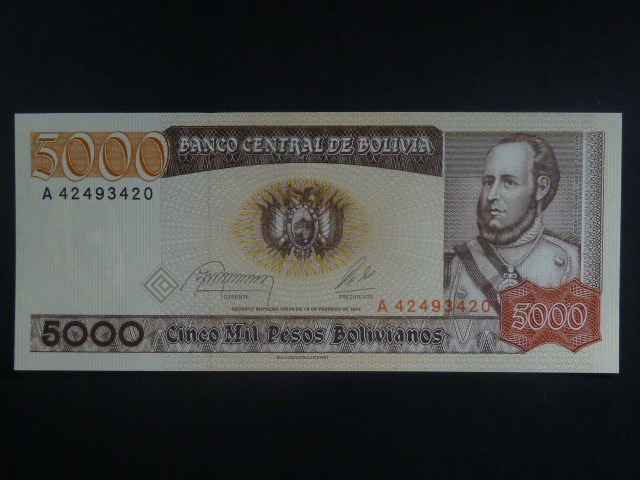 5000
BANCO CENTRAL DE BOLIVIA
A 42493420
GERENTE
PRESIDENTE
A 42493420
5000
5000
Cinco Mil Pesos Bolivianos